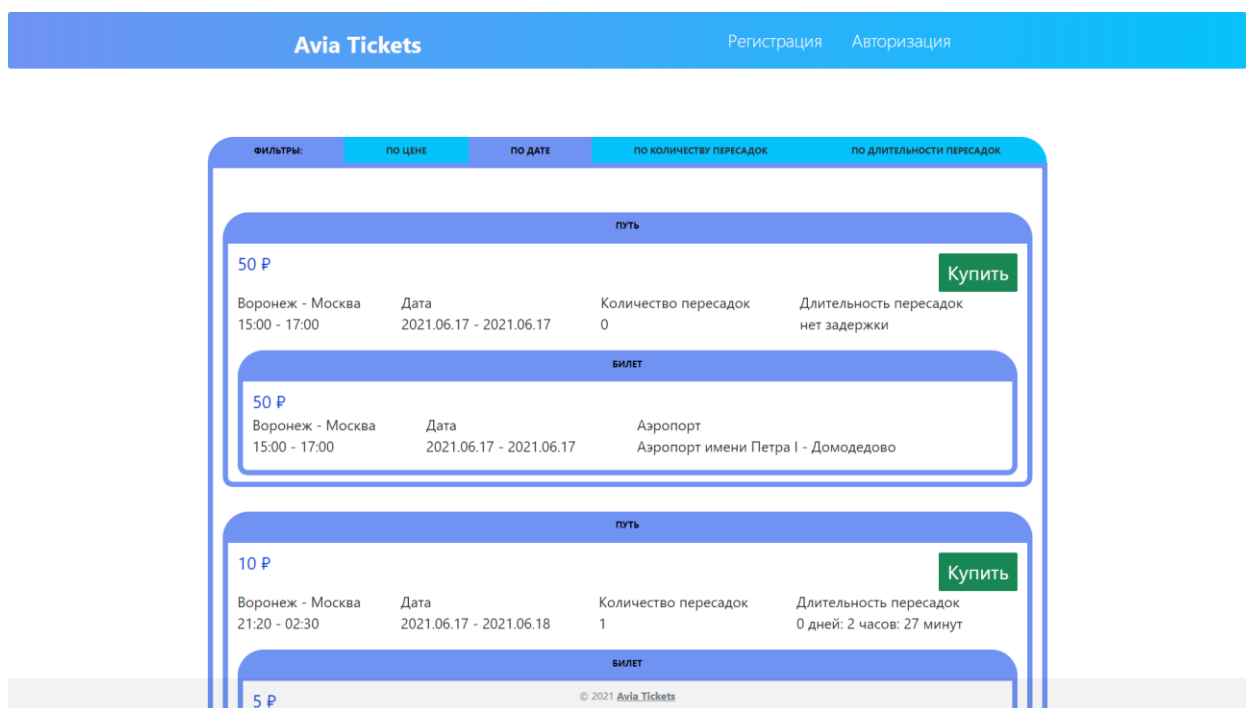 Avia Tickets Регистрация Авторизация
ФИЛЬТРЫ: ПО ЦЕНЕ ПО ДАТЕ ПО КОЛИЧЕСТВУ ПЕРЕСАДОК ПО ДЛИТЕЛЬНОСТИ ПЕРЕСАДОК
ПУТЬ
50 ₽ Купить
Воронеж - Москва Дата Количество пересадок Длительность пересадок
15:00 - 17:00 2021.06.17 - 2021.06.17 0 нет задержки
БИЛЕТ
50 ₽
Воронеж - Москва Дата Аэропорт
15:00 - 17:00 2021.06.17 - 2021.06.17 Аэропорт имени Петра I - Домодедово
ПУТЬ
10 ₽ Купить
Воронеж - Москва Дата Количество пересадок Длительность пересадок
21:20 - 02:30 2021.06.17 - 2021.06.18 1 0 дней: 2 часов: 27 минут
БИЛЕТ
5 ₽
© 2021 Avia Tickets